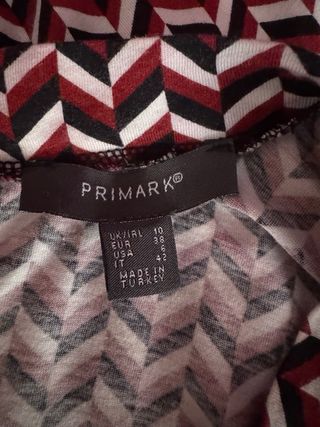 PRIMARK®
UK/IRL 10
EUR 38
USA 6
IT 42
MADE IN
TURKEY